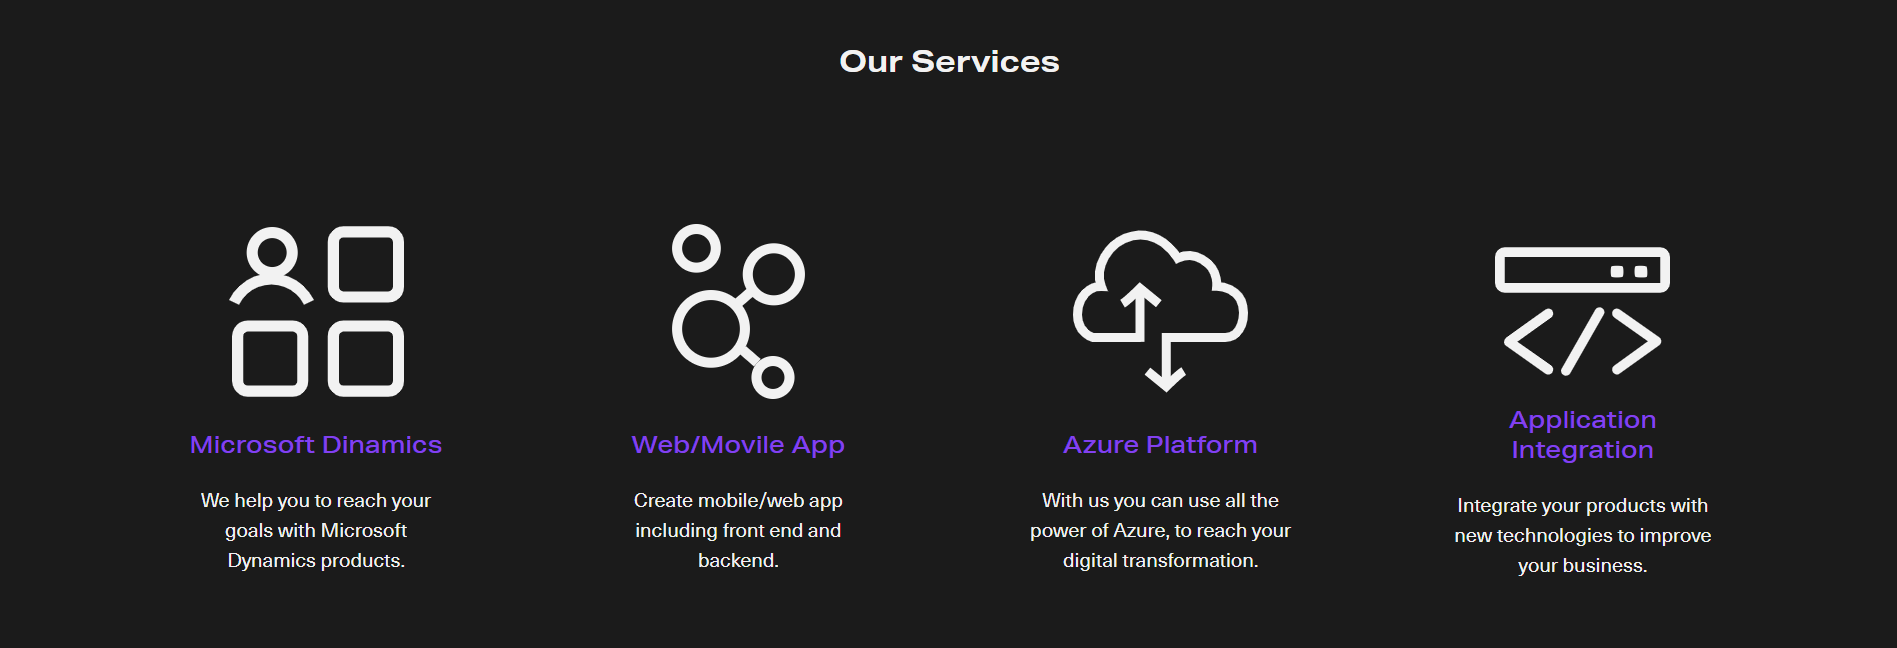 Our Services
Microsoft Dinamics
We help you to reach your
goals with Microsoft
Dynamics products.
Web/Movile App
Create mobile/web app
including front end and
backend.
Azure Platform
With us you can use all the
power of Azure, to reach your
digital transformation.
Application
Integration
Integrate your products with
new technologies to improve
your business.